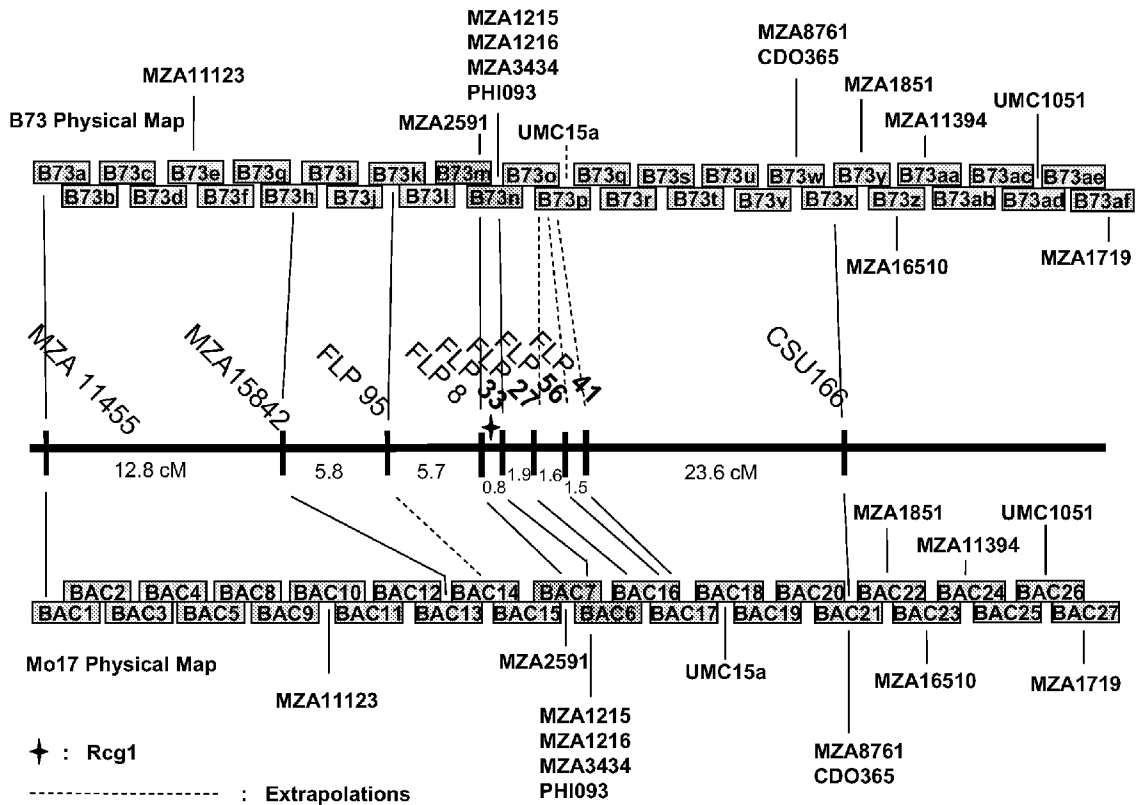 MZA1215
MZA1216
MZA3434
PHI093
MZA8761
CDO365
MZA11123
MZA1851
UMC1051
B73 Physical Map
MZA2591
UMC15a
MZA11394
B73a B73c B73e B73g B73i B73k B73m B73o B73q B73s B73u B73w B73y B73aa B73ac B73ae
B73b B73d B73f B73h B73j B73l B73n B73p B73r B73t B73v B73x B73z B73ab B73ad B73af
MZA16510
MZA1719
MZA 11455
MZA15842
FLP 95
FLP 8
FLP 33
FLP 27
FLP 56
FLP 41
CSU166
12.8 cM 5.8 5.7 0.8 1.9 1.6 1.5 23.6 cM
MZA1851
UMC1051
MZA11394
BAC2 BAC4 BAC8 BAC10 BAC12 BAC14 BAC7 BAC16 BAC18 BAC20 BAC22 BAC24 BAC26
BAC1 BAC3 BAC5 BAC9 BAC11 BAC13 BAC15 BAC6 BAC17 BAC19 BAC21 BAC23 BAC25 BAC27
Mo17 Physical Map
MZA2591
UMC15a
MZA16510
MZA1719
MZA11123
MZA1215
MZA1216
MZA3434
PHI093
MZA8761
CDO365
: Rcg1
: Extrapolations